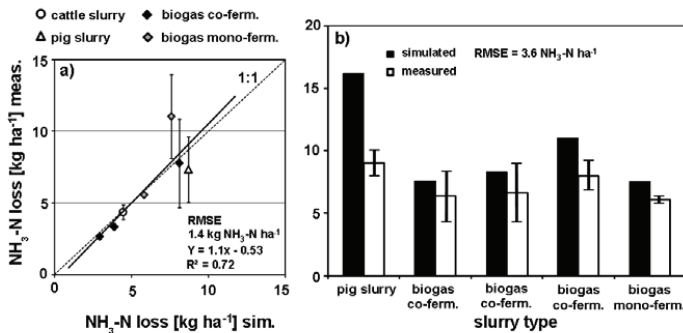 cattle slurry
biogas co-ferm.
pig slurry
biogas mono-ferm.
a)
1:1
NH₃-N loss [kg ha⁻¹] meas.
15
10
5
0
RMSE
1.4 kg NH₃-N ha⁻¹
Y = 1.1x - 0.53
R² = 0.72
0 5 10 15
NH₃-N loss [kg ha⁻¹] sim.
b)
simulated
RMSE = 3.6 NH₃-N ha⁻¹
measured
20
15
10
5
0
pig slurry biogas co-ferm. biogas co-ferm. biogas co-ferm. biogas mono-ferm.
slurry type